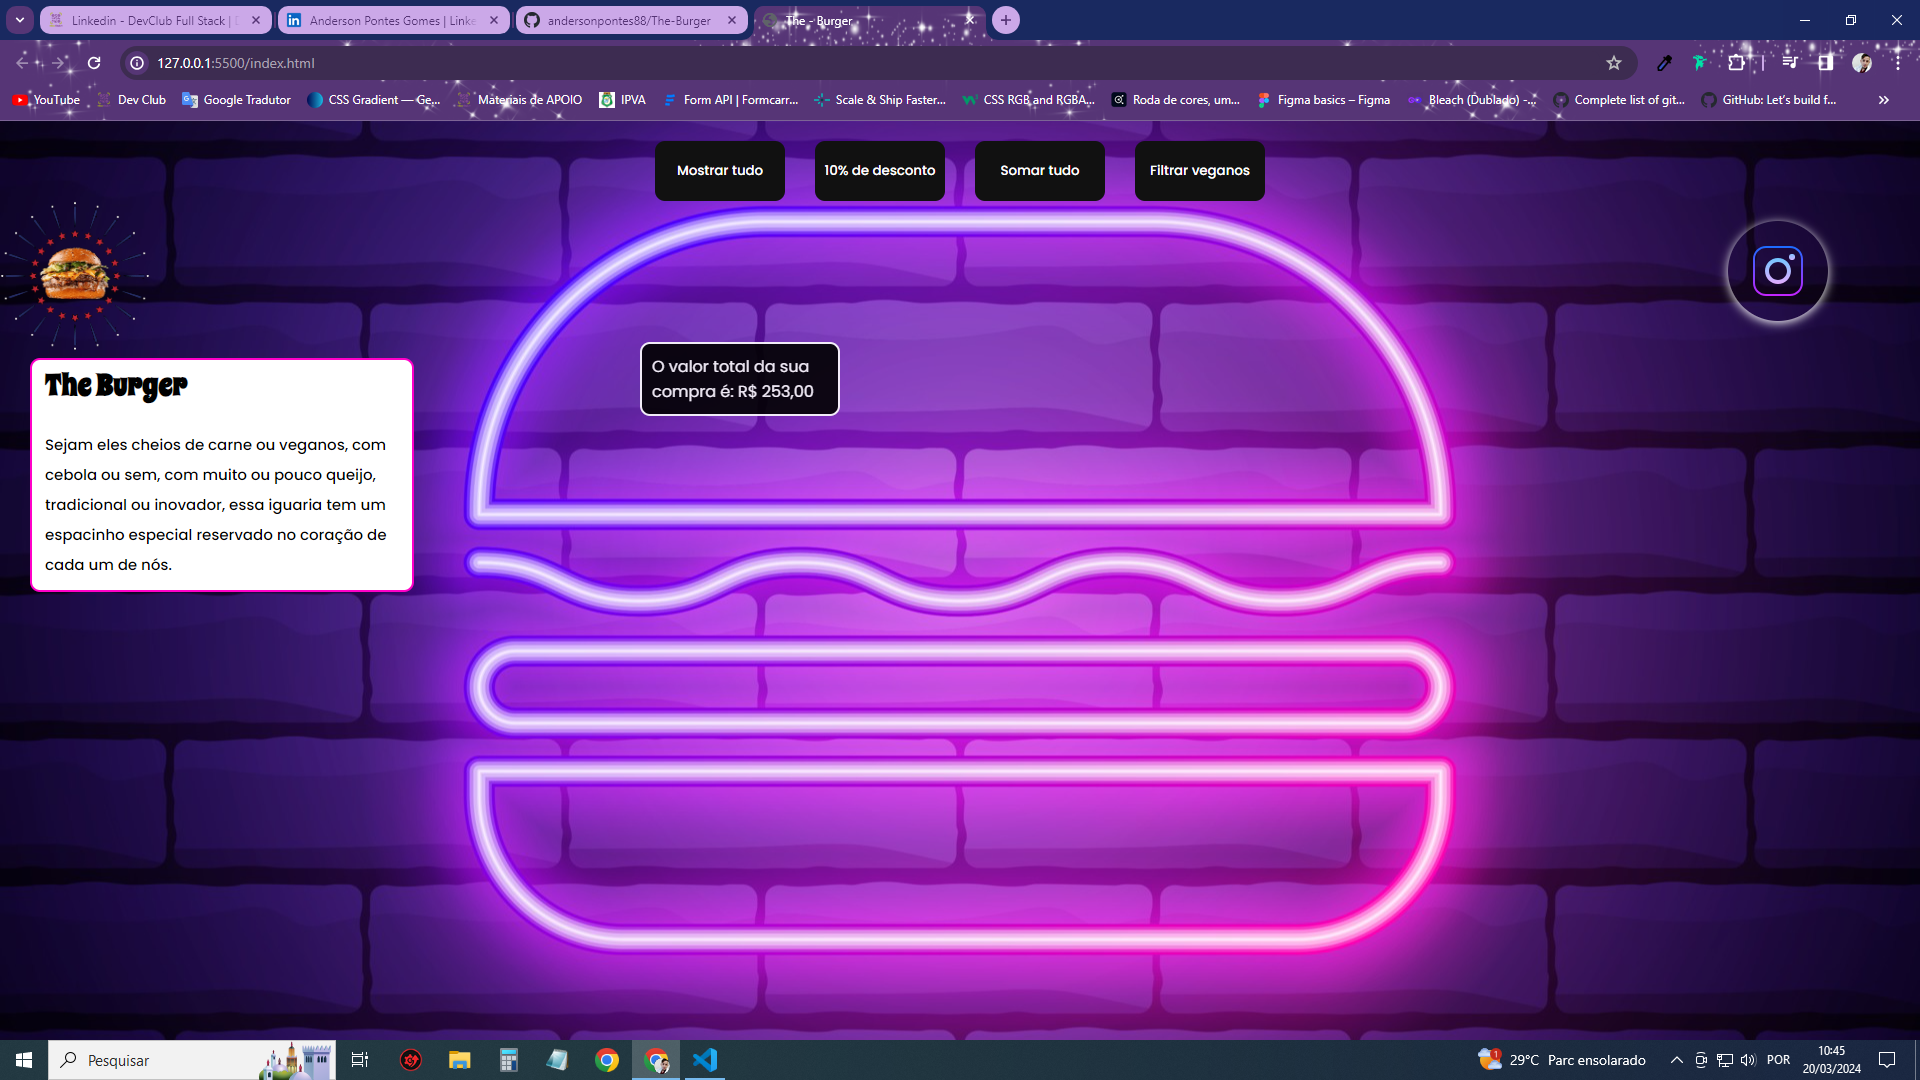 Linkedin - DevClub Full Stack | D
Anderson Pontes Gomes | Linke
andersonpontes88/The-Burger
The - Burger
127.0.0.1:5500/index.html
YouTube
Dev Club
Google Tradutor
CSS Gradient — Ge...
Materiais de APOIO
IPVA
Form API | Formcarr...
Scale & Ship Faster...
CSS RGB and RGBA...
Roda de cores, um...
Figma basics – Figma
Bleach (Dublado) -...
Complete list of git...
GitHub: Let's build f...
Mostrar tudo
10% de desconto
Somar tudo
Filtrar veganos
O valor total da sua
compra é: R$ 253,00
The Burger
Sejam eles cheios de carne ou veganos, com
cebola ou sem, com muito ou pouco queijo,
tradicional ou inovador, essa iguaria tem um
espacinho especial reservado no coração de
cada um de nós.
Pesquisar
1
29°C Parc ensolarado
POR
10:45
20/03/2024